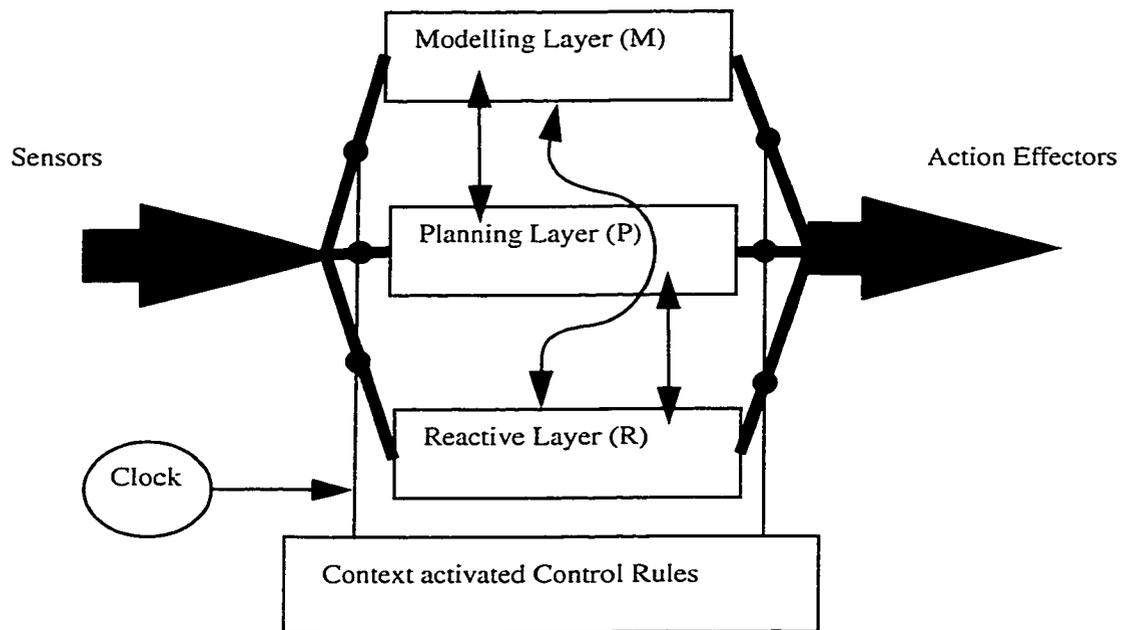 Modelling Layer (M)
Sensors
Action Effectors
Planning Layer (P)
Reactive Layer (R)
Clock
Context activated Control Rules